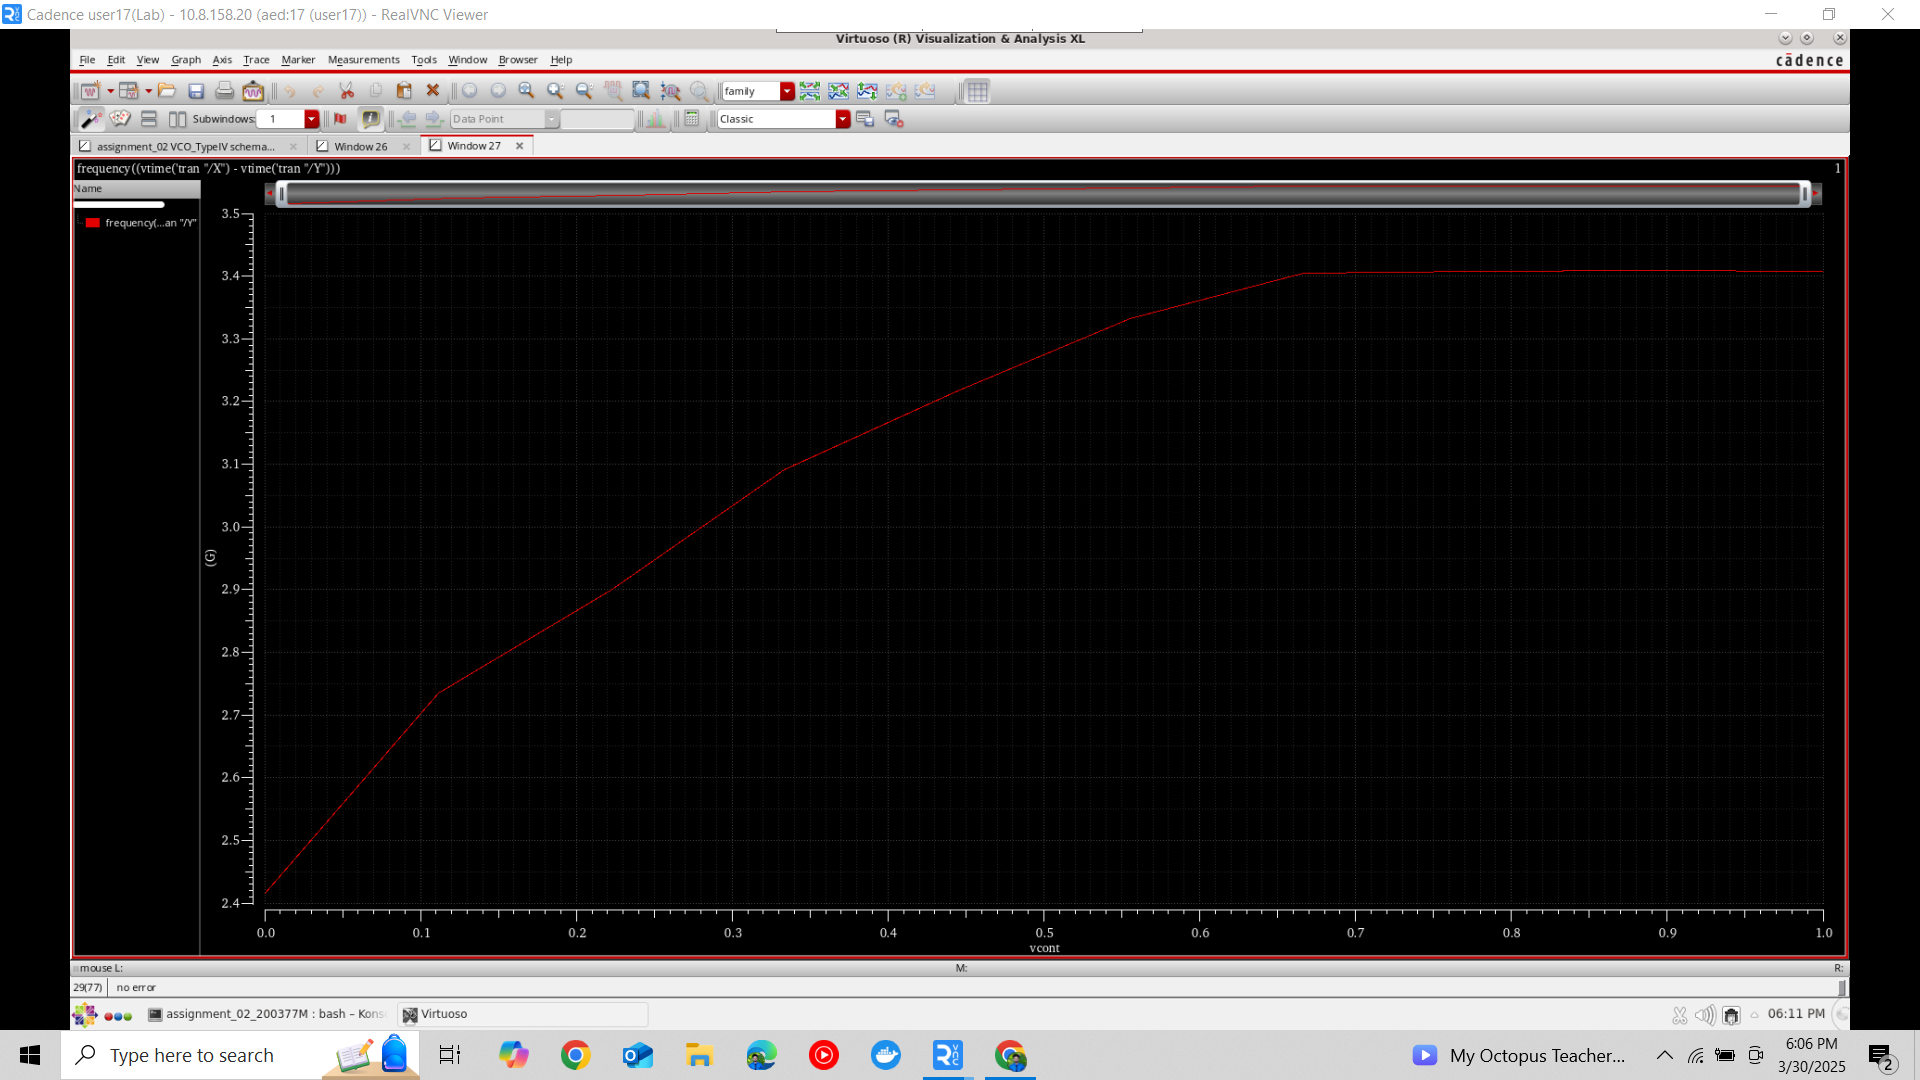 Cadence user17(Lab) - 10.8.158.20 (aed:17 (user17)) - RealVNC Viewer
Virtuoso (R) Visualization & Analysis XL
File Edit View Graph Axis Trace Marker Measurements Tools Window Browser Help
cādence
family
Subwindows: 1
Data Point
Classic
assignment_02 VCO_TypeIV schema...
Window 26
Window 27
frequency((vtime('tran "/X") - vtime('tran "/Y")))
1
Name
frequency(...an "/Y"
3.5
3.4
3.3
3.2
3.1
3.0
2.9
2.8
2.7
2.6
2.5
2.4
(G)
0.0 0.1 0.2 0.3 0.4 0.5 0.6 0.7 0.8 0.9 1.0
vcont
mouse L: M: R:
29(77) no error
assignment_02_200377M : bash – Kons
Virtuoso
06:11 PM
Type here to search
My Octopus Teacher...
6:06 PM
3/30/2025
2